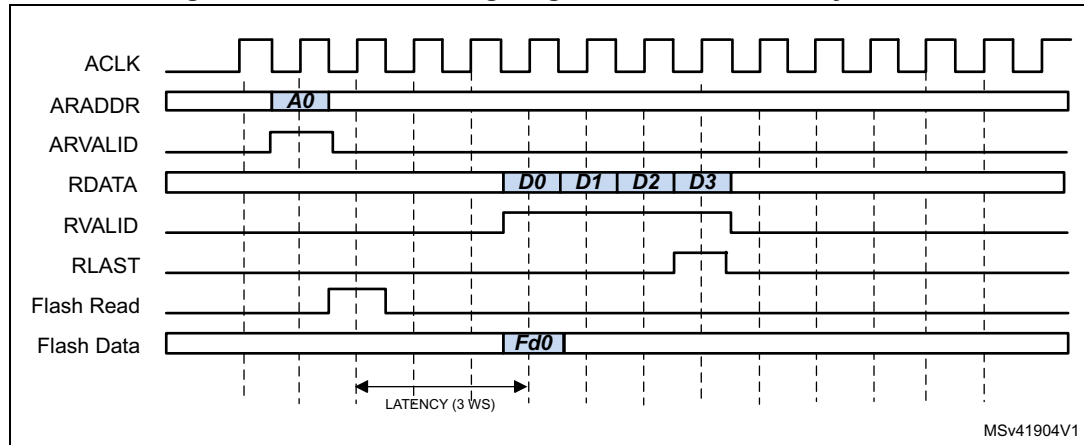 ACLK
ARADDR A0
ARVALID
RDATA D0 D1 D2 D3
RVALID
RLAST
Flash Read
Flash Data Fd0
LATENCY (3 WS)
MSv41904V1